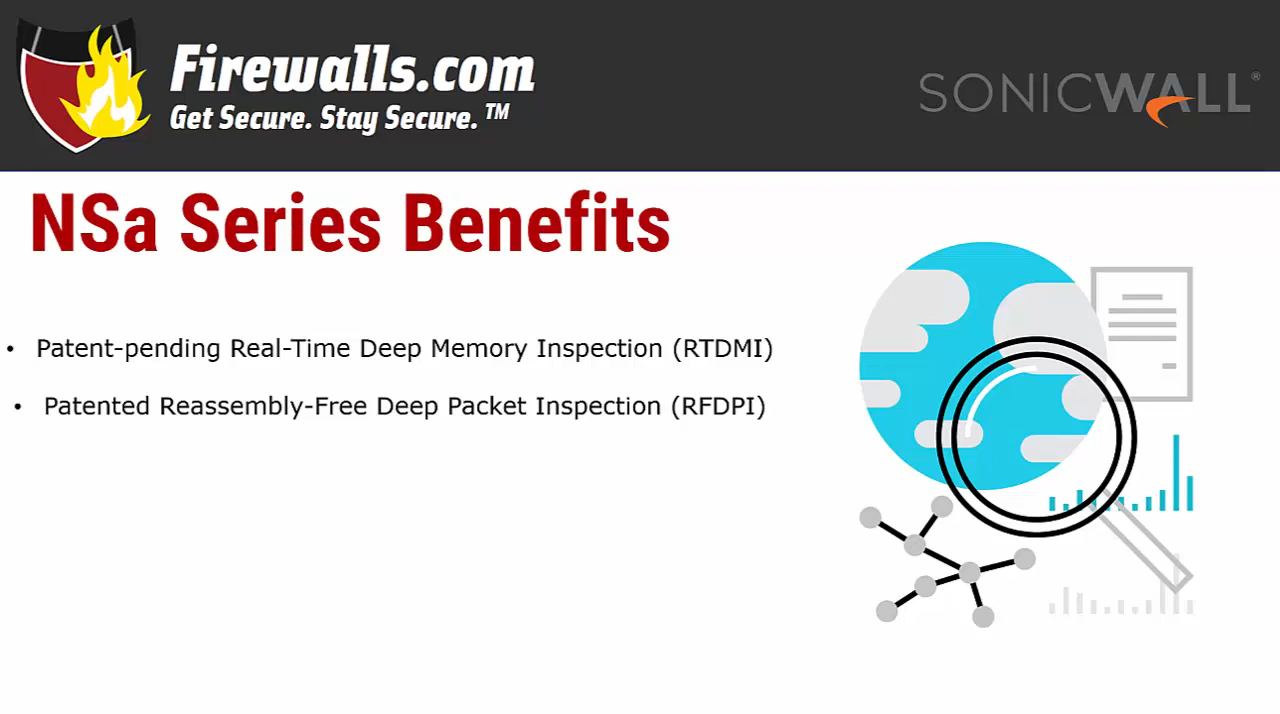 Firewalls.com
Get Secure. Stay Secure.™
SONICWALL®
NSa Series Benefits
• Patent-pending Real-Time Deep Memory Inspection (RTDMI)
• Patented Reassembly-Free Deep Packet Inspection (RFDPI)